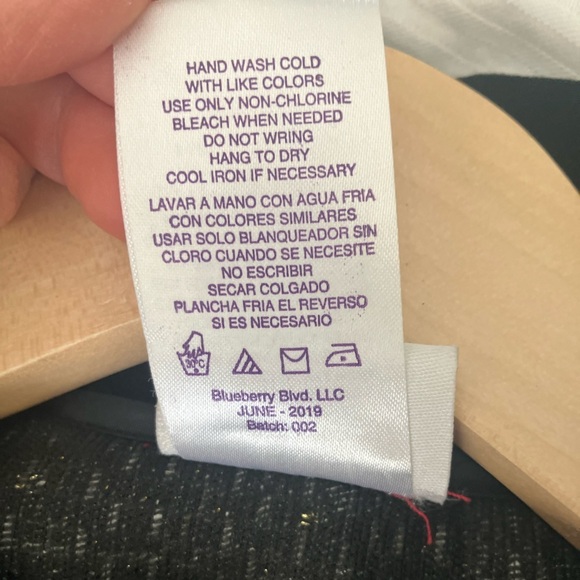 HAND WASH COLD
WITH LIKE COLORS
USE ONLY NON-CHLORINE
BLEACH WHEN NEEDED
DO NOT WRING
HANG TO DRY
COOL IRON IF NECESSARY
LAVAR A MANO CON AGUA FRIA
CON COLORES SIMILARES
USAR SOLO BLANQUEADOR SIN
CLORO CUANDO SE NECESITE
NO ESCRIBIR
SECAR COLGADO
PLANCHA FRIA EL REVERSO
SI ES NECESARIO
30°C
Blueberry Blvd. LLC
JUNE - 2019
Batch: 002